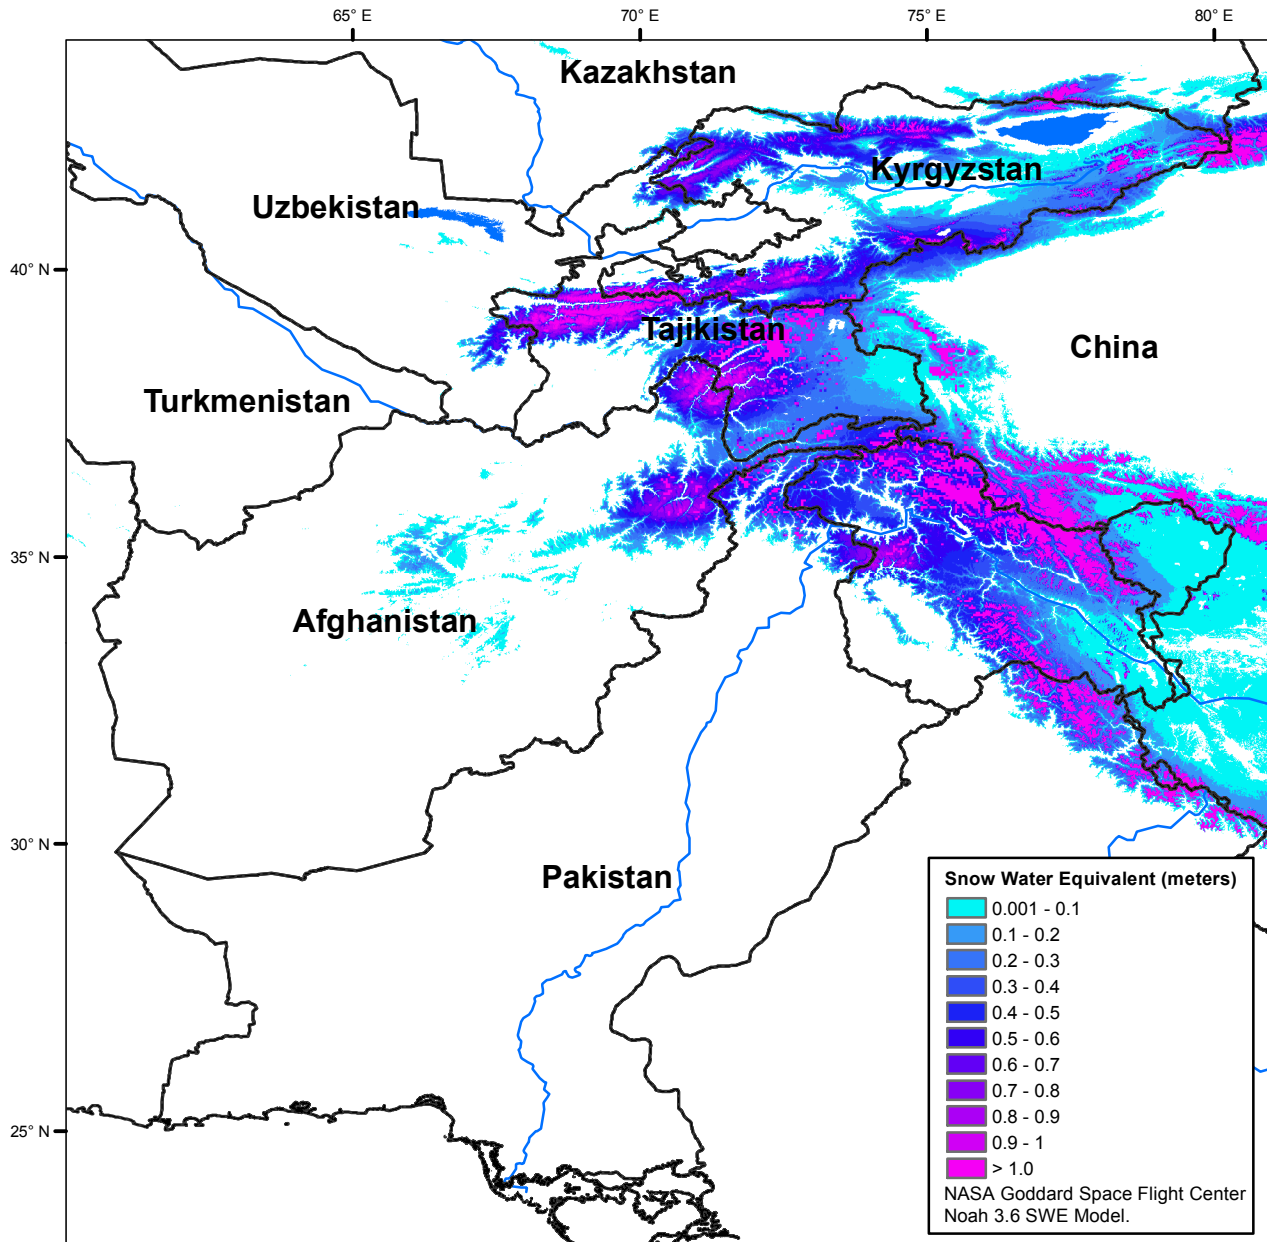 65° E
70° E
75° E
80° E
Kazakhstan
Kyrgyzstan
Uzbekistan
40° N
Tajikistan
China
Turkmenistan
35° N
Afghanistan
30° N
Pakistan
25° N
Snow Water Equivalent (meters)
0.001 - 0.1
0.1 - 0.2
0.2 - 0.3
0.3 - 0.4
0.4 - 0.5
0.5 - 0.6
0.6 - 0.7
0.7 - 0.8
0.8 - 0.9
0.9 - 1
> 1.0
NASA Goddard Space Flight Center
Noah 3.6 SWE Model.